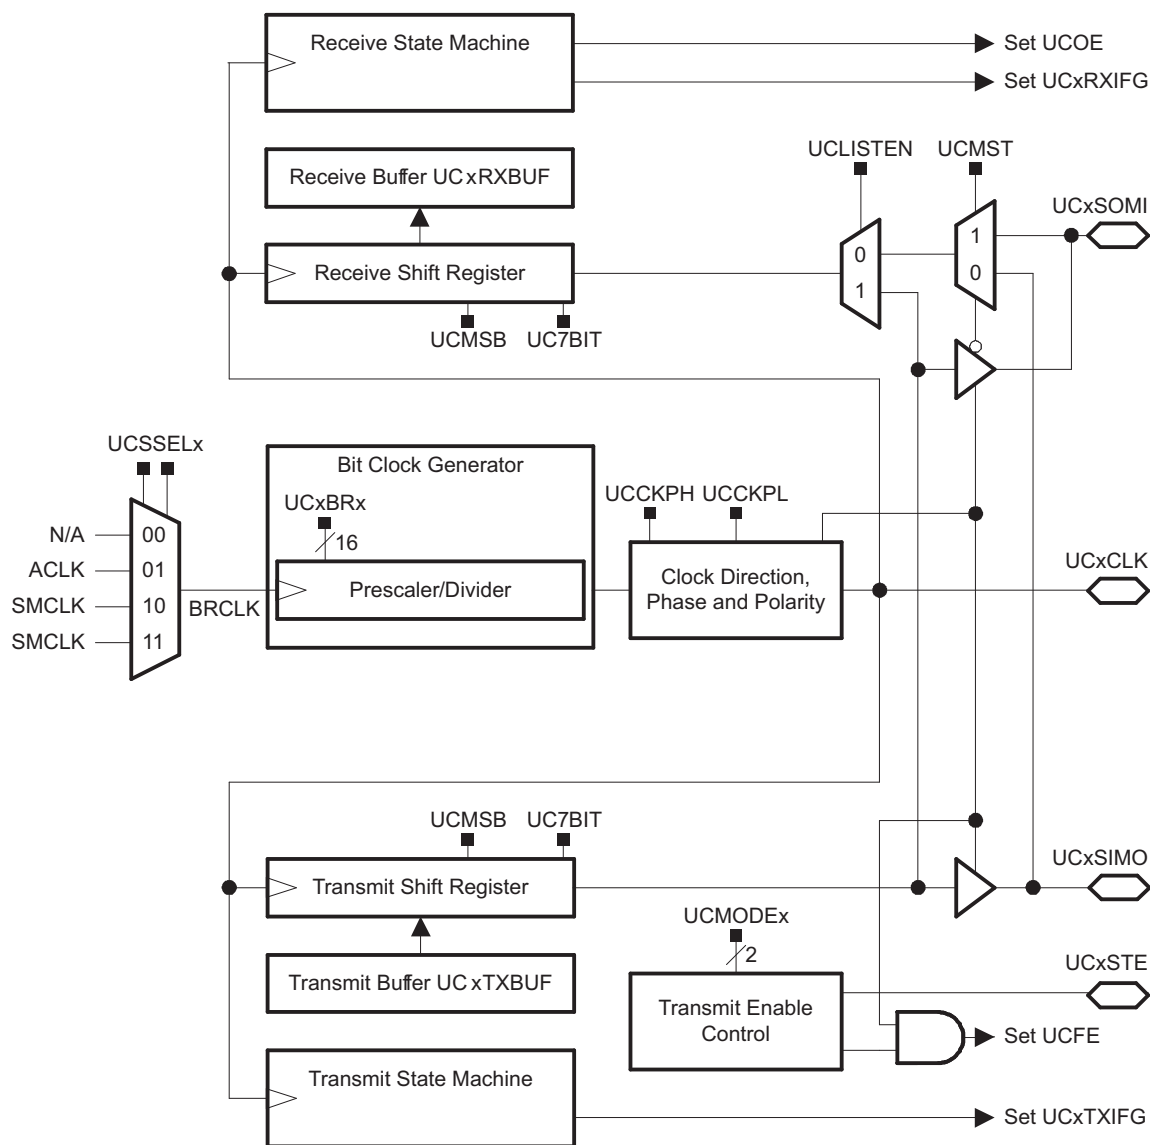 Receive State Machine
Set UCOE
Set UCxRXIFG
UCLISTEN
UCMST
Receive Buffer UCxRXBUF
UCxSOMI
0
1
1
0
Receive Shift Register
UCMSB
UC7BIT
UCSSELx
Bit Clock Generator
UCxBRx
16
UCCKPH
UCCKPL
N/A
ACLK
SMCLK
SMCLK
00
01
10
11
BRCLK
Prescaler/Divider
Clock Direction,
Phase and Polarity
UCxCLK
UCMSB
UC7BIT
Transmit Shift Register
UCxSIMO
UCMODEx
2
Transmit Buffer UCxTXBUF
UCxSTE
Transmit Enable
Control
Set UCFE
Transmit State Machine
Set UCxTXIFG